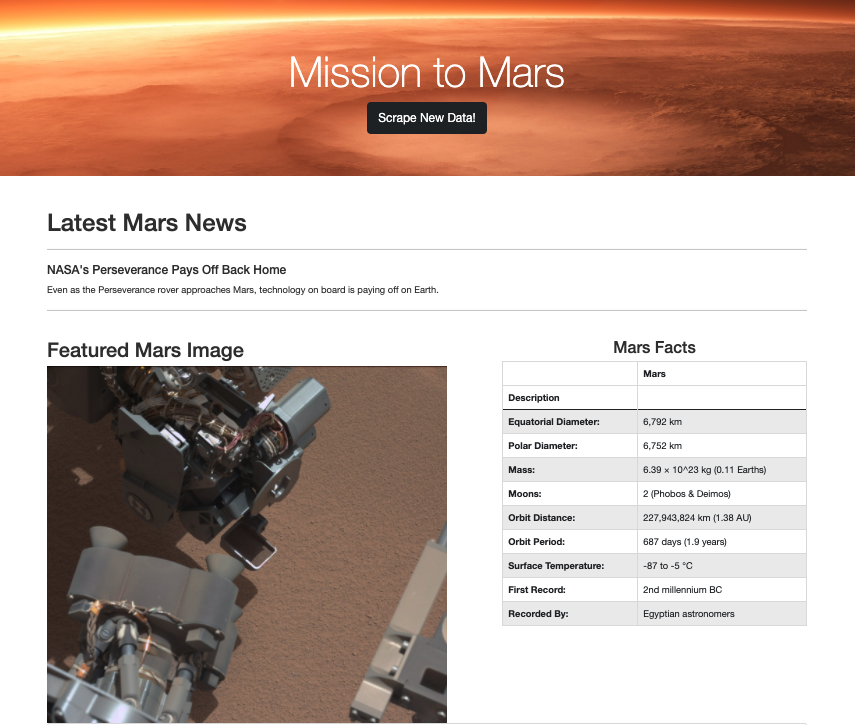 Mission to Mars
Scrape New Data!
Latest Mars News
NASA's Perseverance Pays Off Back Home
Even as the Perseverance rover approaches Mars, technology on board is paying off on Earth.
Featured Mars Image
Mars Facts
Mars
Description
Equatorial Diameter: 6,792 km
Polar Diameter: 6,752 km
Mass: 6.39 × 10^23 kg (0.11 Earths)
Moons: 2 (Phobos & Deimos)
Orbit Distance: 227,943,824 km (1.38 AU)
Orbit Period: 687 days (1.9 years)
Surface Temperature: -87 to -5 °C
First Record: 2nd millennium BC
Recorded By: Egyptian astronomers